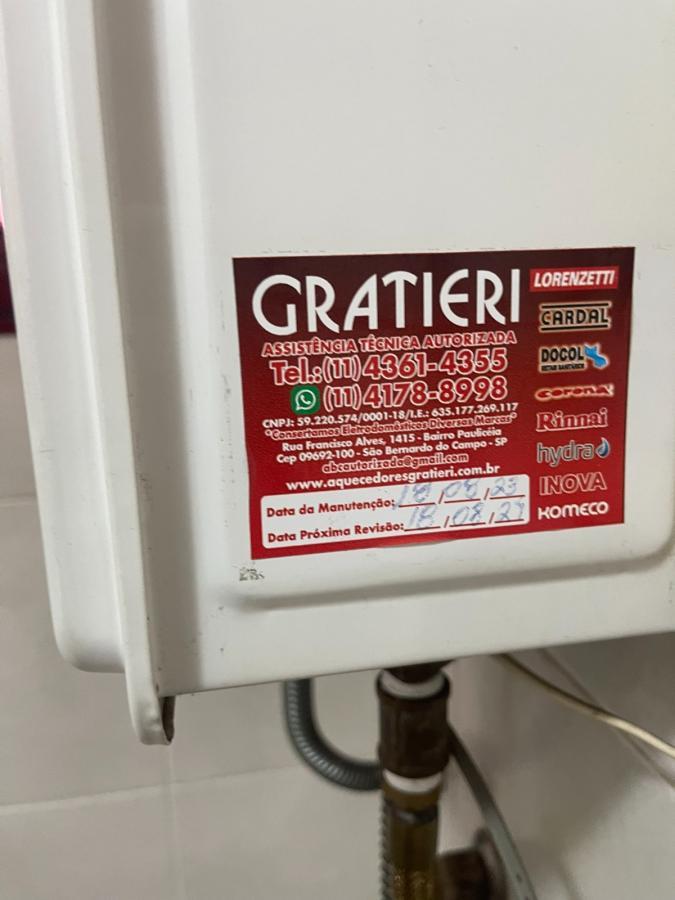 GRATIERI
ASSISTÊNCIA TÉCNICA AUTORIZADA
Tel.:(11)4361-4355
(11)4178-8998
CNPJ: 59.220.574/0001-18/I.E.: 635.177.269.117
"Consertamos Eletrodomésticos Diversas Marcas"
Rua Francisco Alves, 1415 - Bairro Paulicéia
Cep 09692-100 - São Bernardo do Campo - SP
abcautorizada@gmail.com
www.aquecedoresgratieri.com.br
Data da Manutenção: 18,08,23
Data Próxima Revisão: 18,08,24
LORENZETTI
CARDAL
DOCOL
METAIS SANITÁRIOS
corona
Rinnai
hydra
INOVA
KOMECO